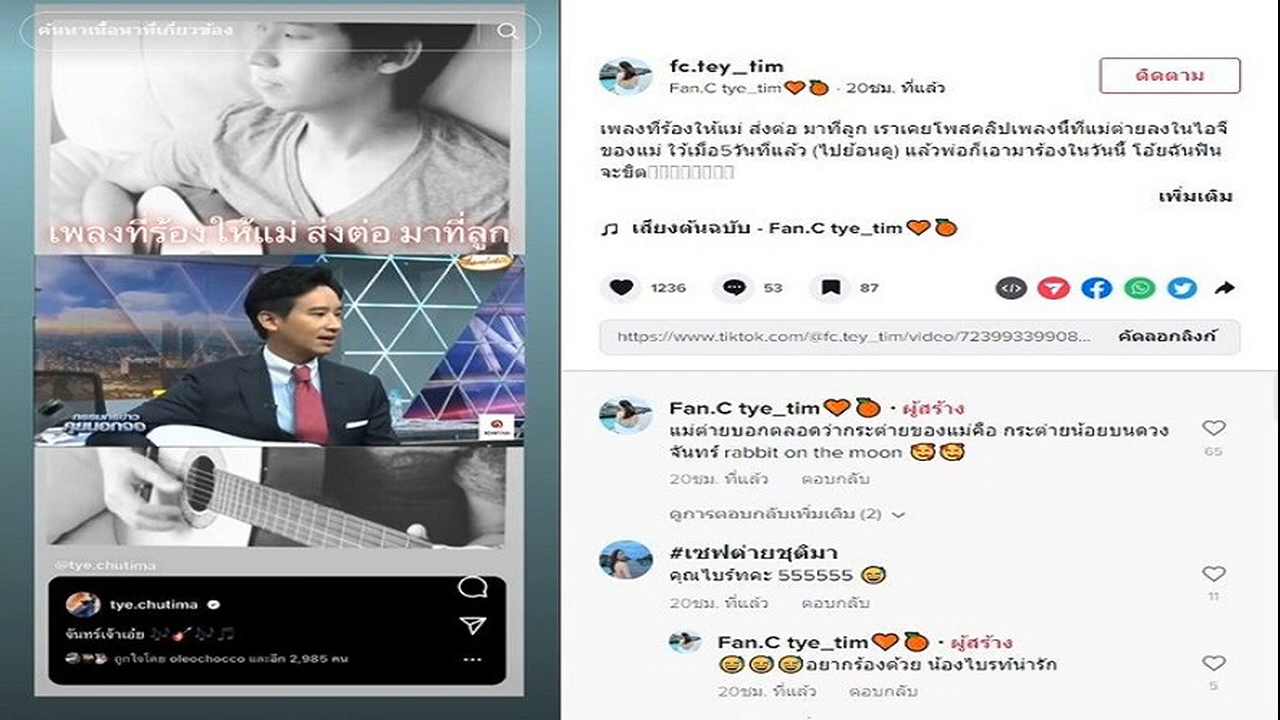 ค้นหาเนื้อหาที่เกี่ยวข้อง
เพลงที่ร้องให้แม่ ส่งต่อ มาที่ลูก
กรรมกรข่าว
คุยนอกจอ
@tye.chutima
tye.chutima
จันทร์เจ้าเอ๋ย 🎶🎸🎶🎵
ถูกใจโดย oleochocco และอีก 2,985 คน
fc.tey_tim
Fan.C tye_tim🧡🍊 · 20ชม. ที่แล้ว
ติดตาม
เพลงที่ร้องให้แม่ ส่งต่อ มาที่ลูก เราเคยโพสคลิปเพลงนี้ที่แม่ต่ายลงในไอจี
ของแม่ ใว้เมื่อ5วันที่แล้ว (ไปย้อนดู) แล้วพ่อก็เอามาร้องในวันนี้ โอ้ยฉันฟิน
จะขิต
เพิ่มเติม
♫ เสียงต้นฉบับ - Fan.C tye_tim🧡🍊
1236 53 87
https://www.tiktok.com/@fc.tey_tim/video/72399339908... คัดลอกลิงก์
Fan.C tye_tim🧡🍊 · ผู้สร้าง
แม่ต่ายบอกตลอดว่ากระต่ายของแม่คือ กระต่ายน้อยบนดวง
จันทร์ rabbit on the moon 🥰🥰
65
20ชม. ที่แล้ว ตอบกลับ
ดูการตอบกลับเพิ่มเติม (2)
#เชฟต่ายชุติมา
คุณไบร์ทคะ 555555 😅
11
20ชม. ที่แล้ว ตอบกลับ
Fan.C tye_tim🧡🍊 · ผู้สร้าง
😅😅😅อยากร้องด้วย น้องไบรท์น่ารัก
5
20ชม. ที่แล้ว ตอบกลับ